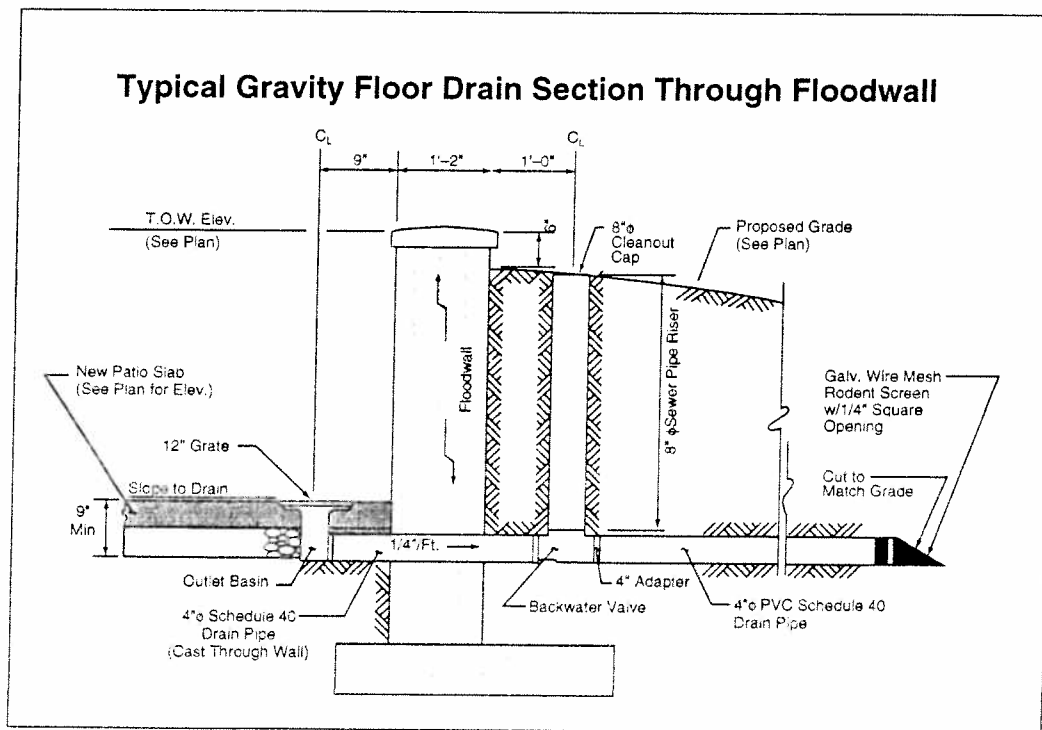 Typical Gravity Floor Drain Section Through Floodwall
CL
CL
9"
1'-2"
1'-0"
T.O.W. Elev.
(See Plan)
6"
8"ϕ
Cleanout
Cap
Proposed Grade
(See Plan)
New Patio Slab
(See Plan for Elev.)
Floodwall
8" ϕSewer Pipe Riser
Galv. Wire Mesh
Rodent Screen
w/1/4" Square
Opening
12" Grate
Slope to Drain
Cut to
Match Grade
9"
Min
1/4"/Ft.
Outlet Basin
4" Adapter
Backwater Valve
4"ϕ Schedule 40
Drain Pipe
(Cast Through Wall)
4"ϕ PVC Schedule 40
Drain Pipe